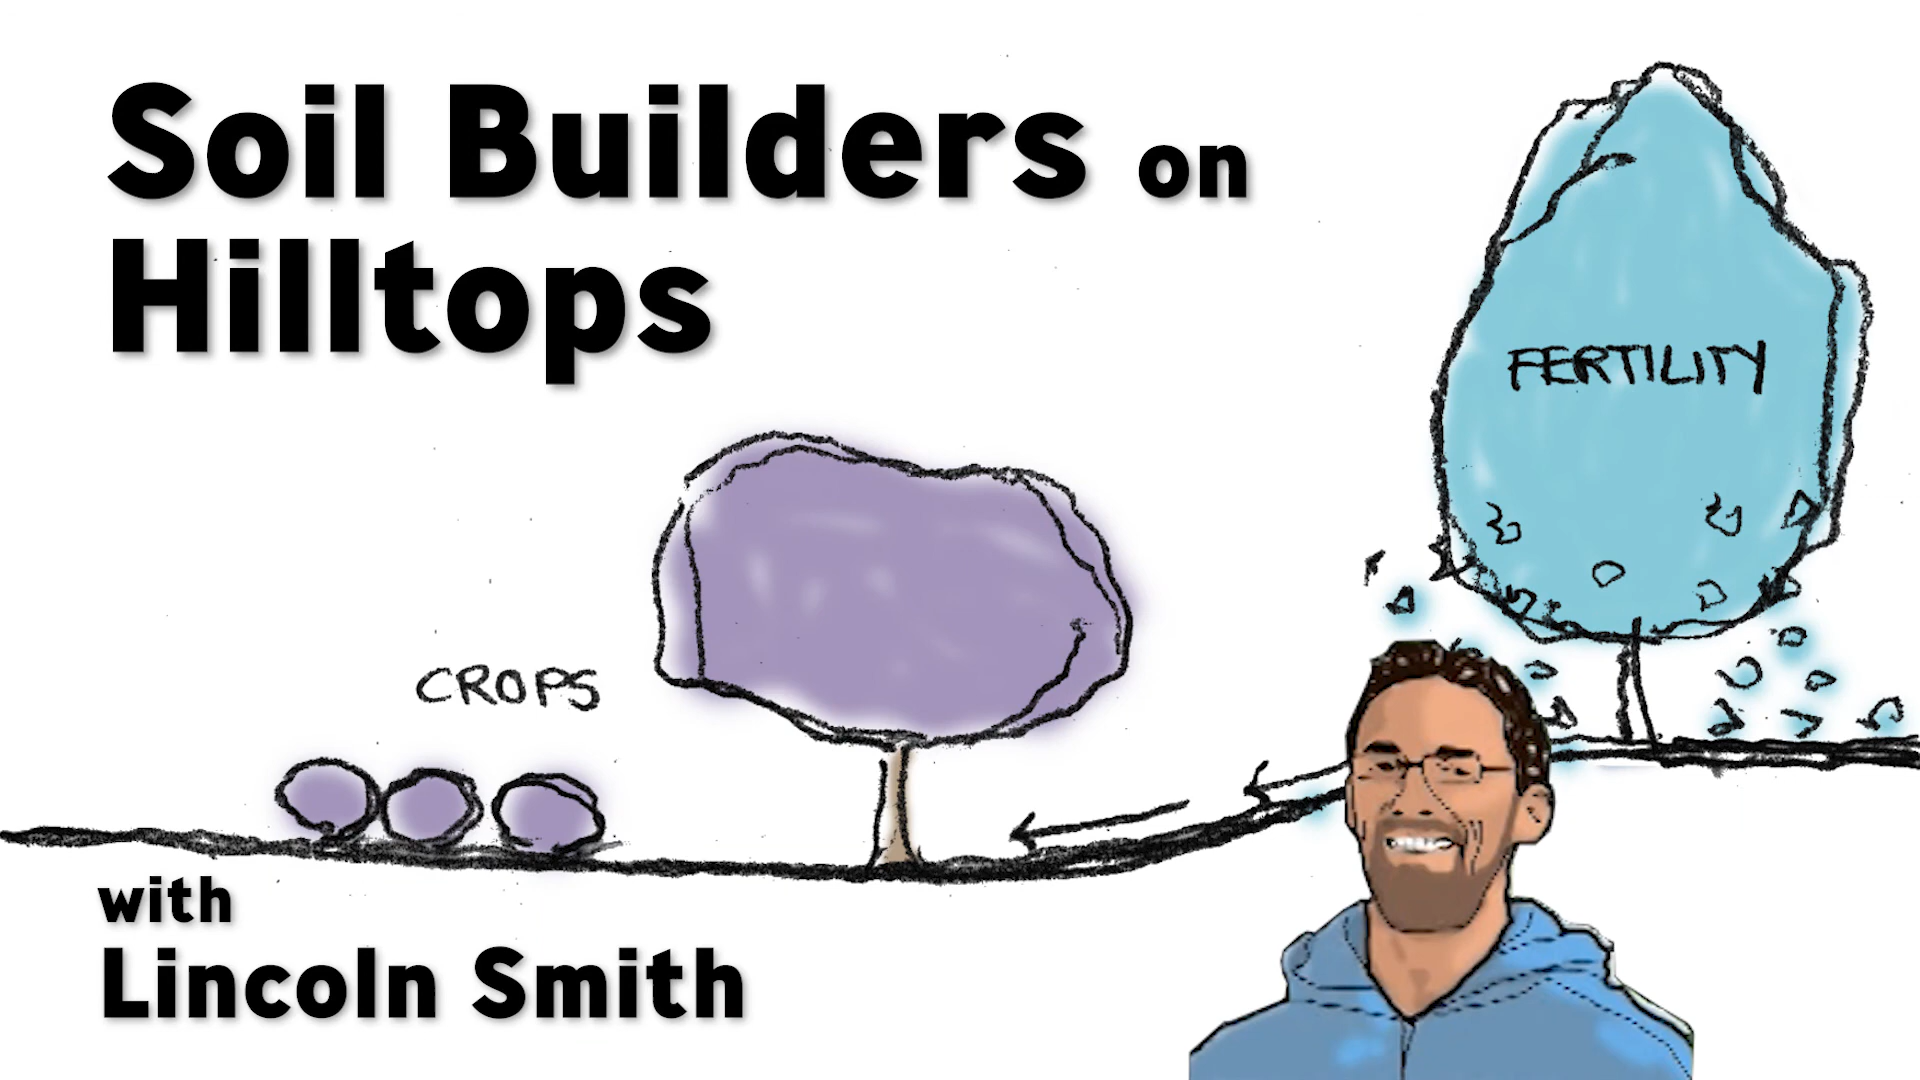 Soil Builders on
Hilltops
FERTILITY
CROPS
with
Lincoln Smith